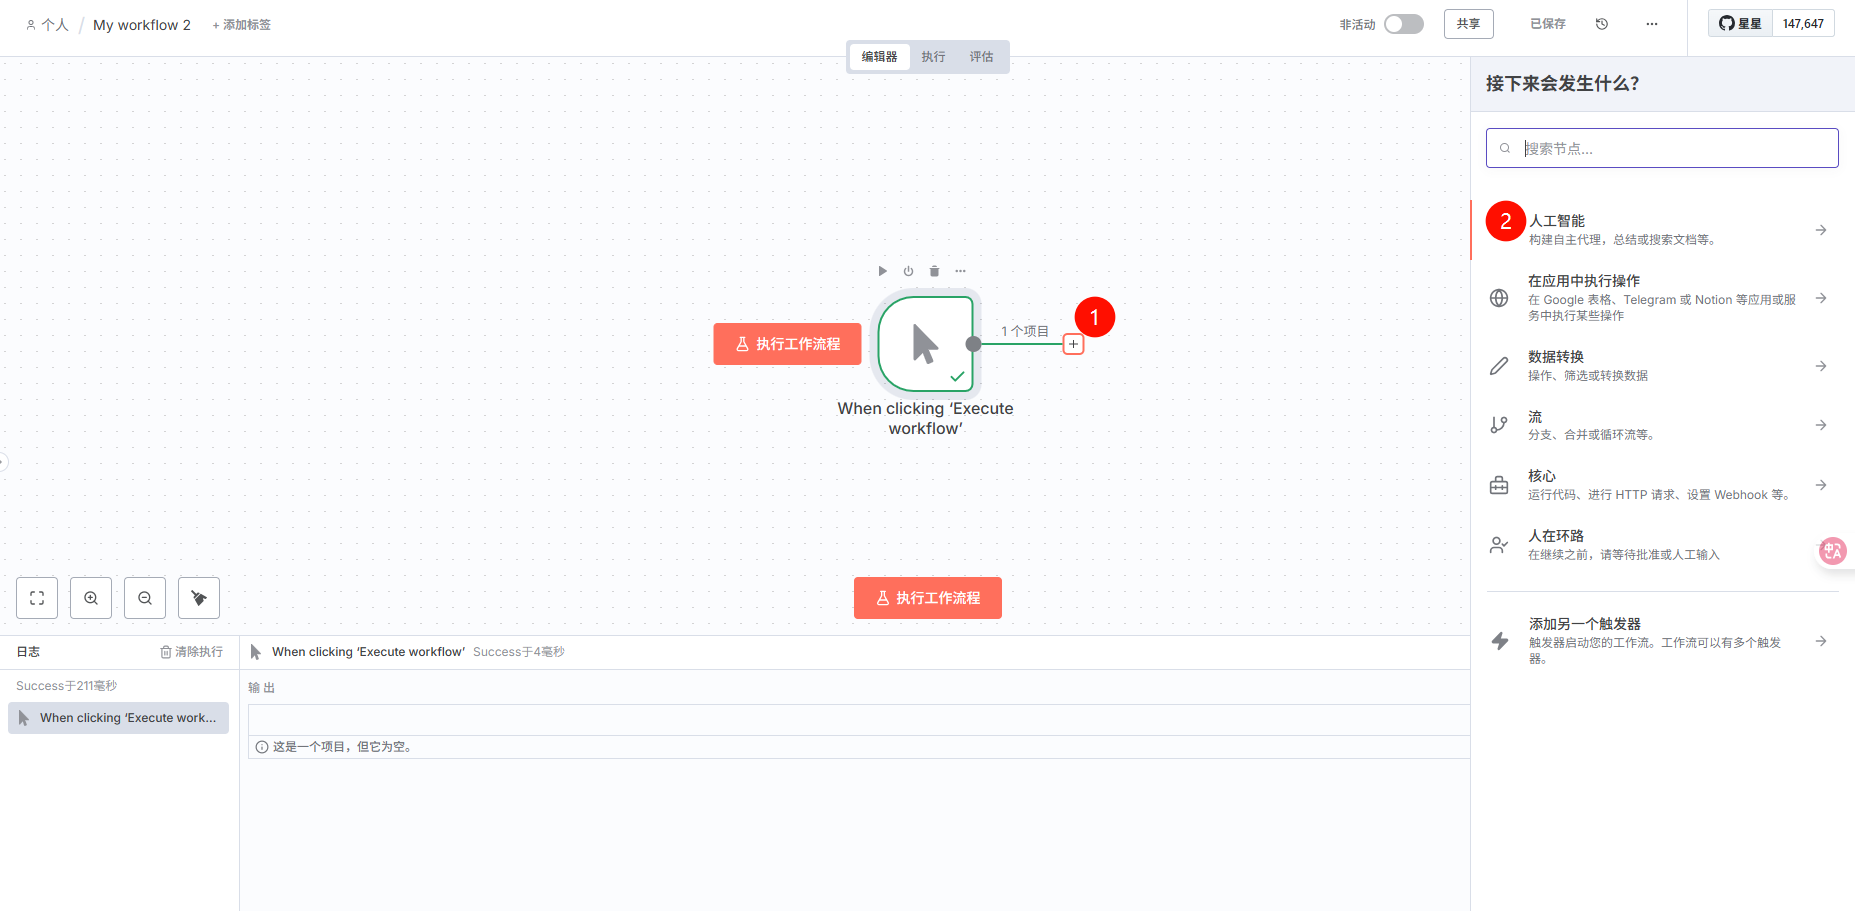 个人 / My workflow 2 + 添加标签
非活动 共享 已保存 ... 星星 147,647
编辑器 执行 评估
接下来会发生什么？
搜索节点...
2 人工智能
构建自主代理，总结或搜索文档等。
在应用中执行操作
在 Google 表格、Telegram 或 Notion 等应用或服
务中执行某些操作
数据转换
操作、筛选或转换数据
流
分支、合并或循环流等。
核心
运行代码、进行 HTTP 请求、设置 Webhook 等。
人在环路
在继续之前，请等待批准或人工输入
中A
添加另一个触发器
触发器启动您的工作流。工作流可以有多个触发
器。
1
1 个项目
执行工作流程
When clicking ‘Execute
workflow’
执行工作流程
日志 清除执行
Success于211毫秒
When clicking ‘Execute work...
When clicking ‘Execute workflow’ Success于4毫秒
输出
这是一个项目，但它为空。